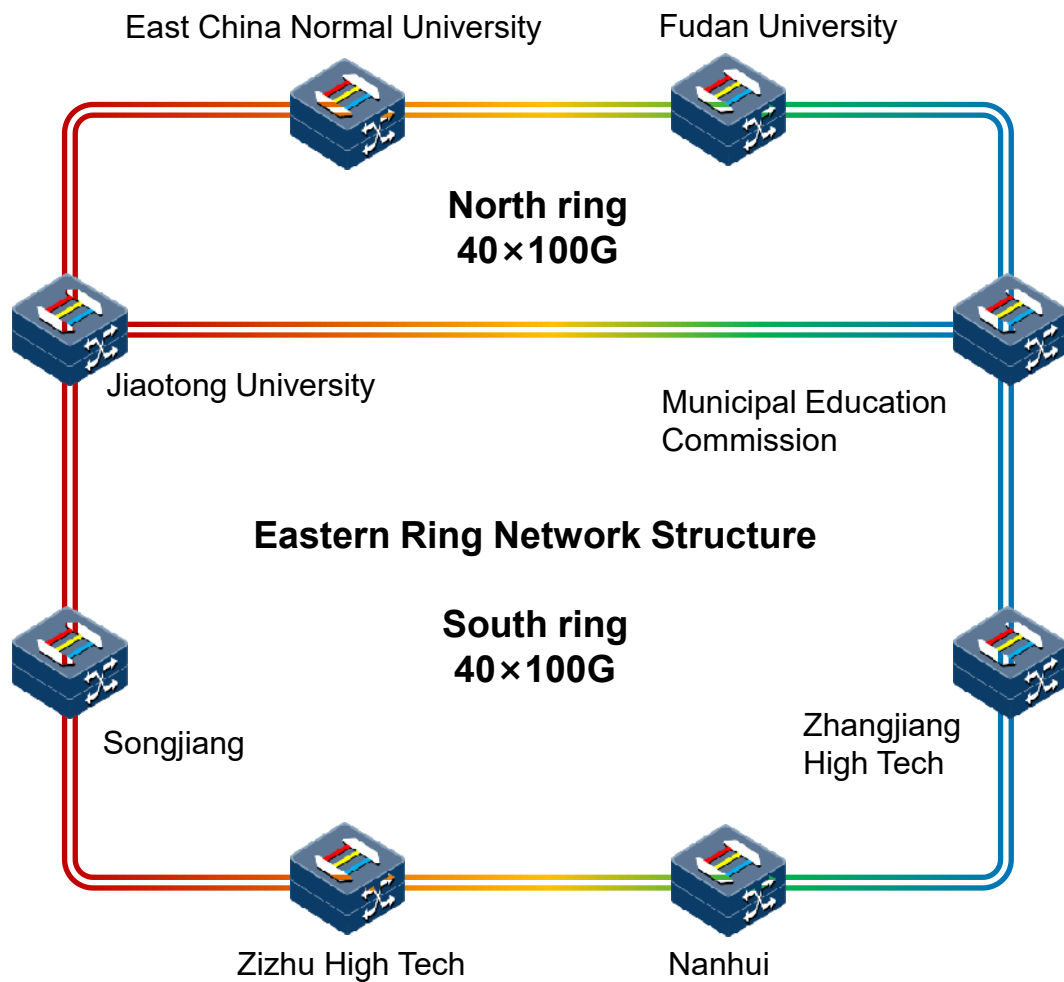 East China Normal University
Fudan University
North ring
40×100G
Jiaotong University
Municipal Education
Commission
Eastern Ring Network Structure
South ring
40×100G
Songjiang
Zhangjiang
High Tech
Zizhu High Tech
Nanhui